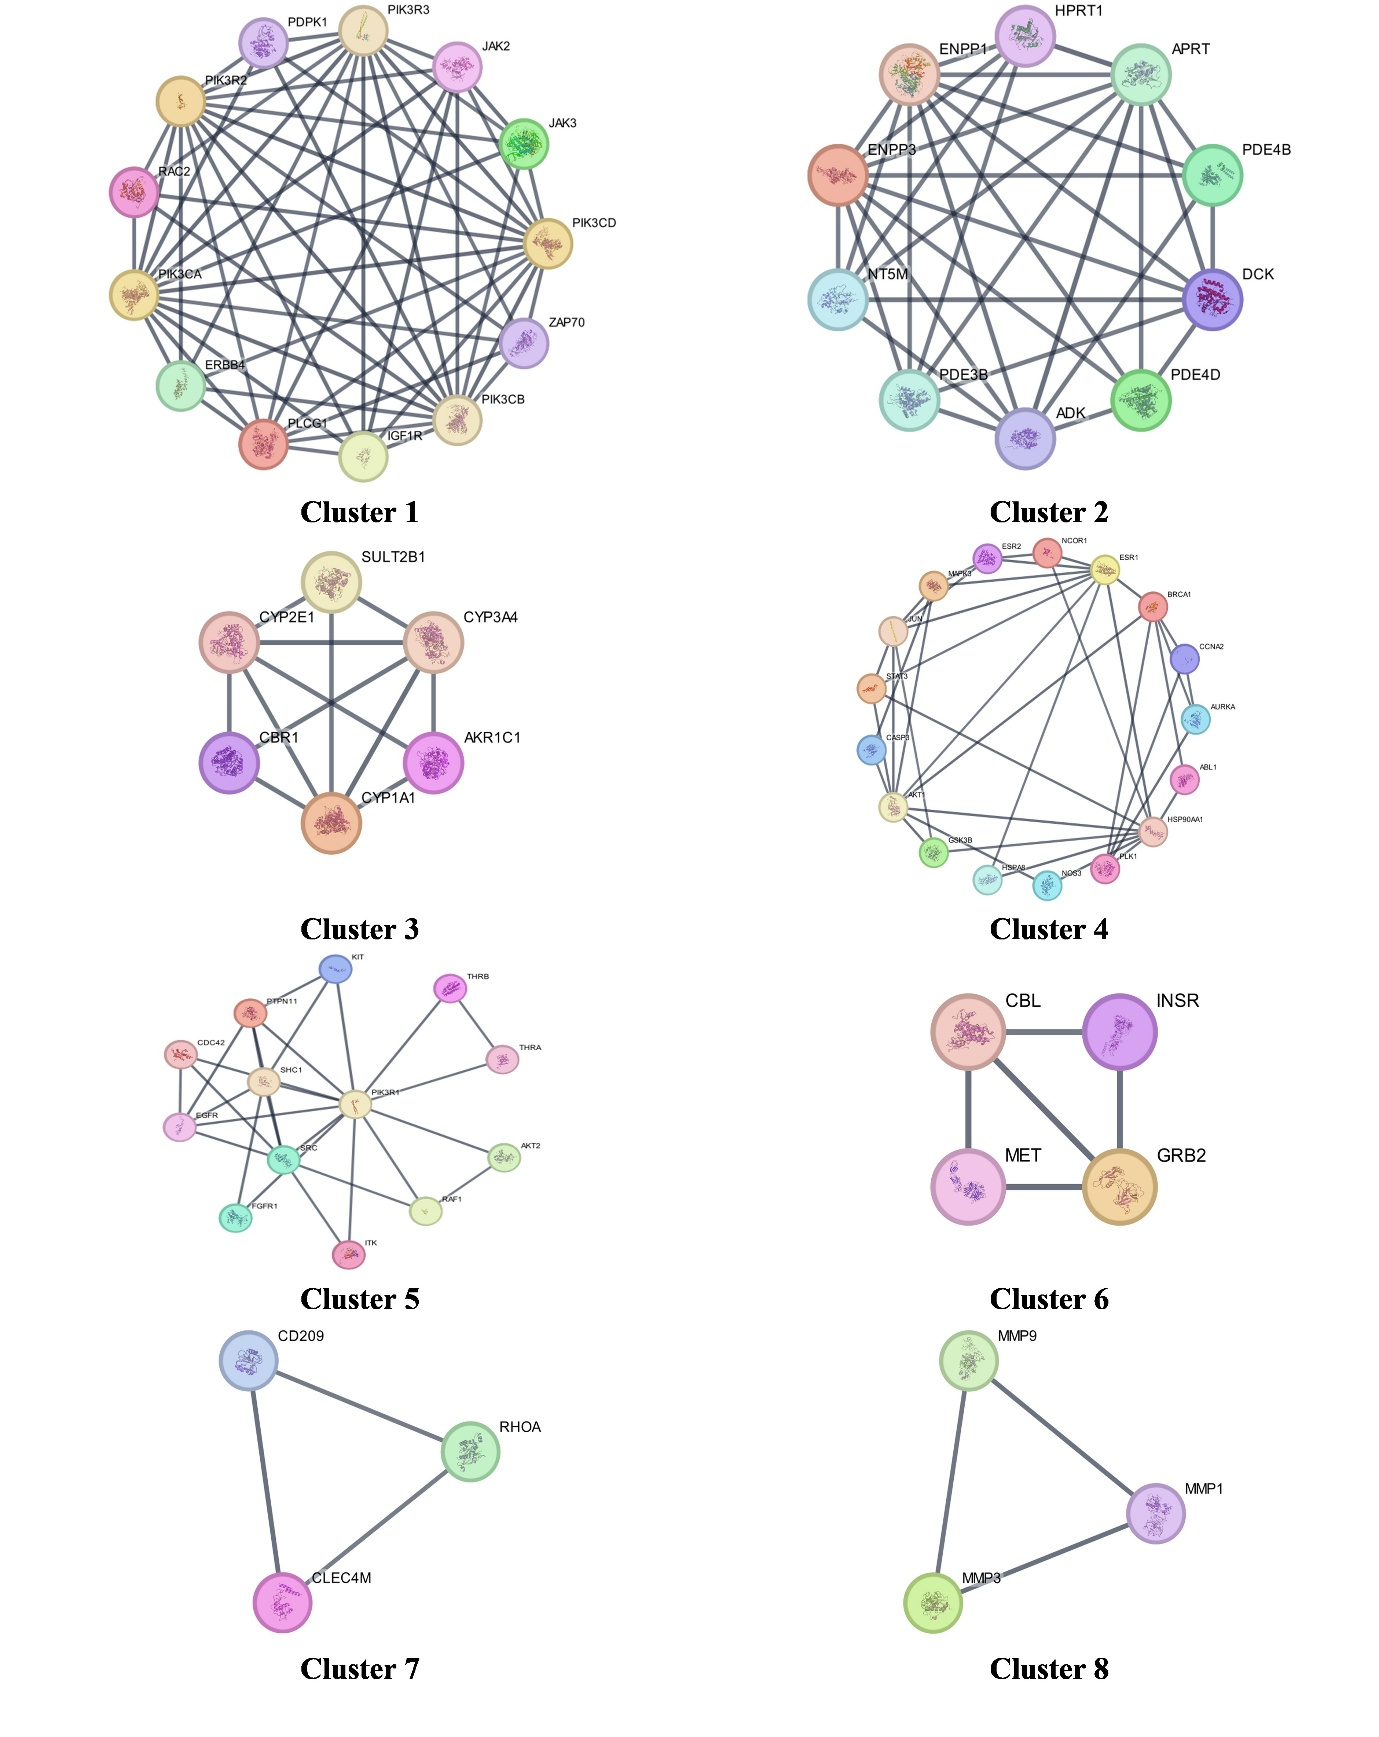 PIK3R3
PDPK1
JAK2
PIK3R2
JAK3
RAC2
PIK3CD
PIK3CA
ZAP70
ERBB4
PIK3CB
PLCG1
IGF1R
Cluster 1
HPRT1
ENPP1
APRT
ENPP3
PDE4B
NT5M
DCK
PDE3B
PDE4D
ADK
Cluster 2
SULT2B1
CYP2E1
CYP3A4
CBR1
AKR1C1
CYP1A1
Cluster 3
NCOR1
ESR2
ESR1
MAPK3
BRCA1
JUN
CCNA2
STAT3
AURKA
CASP3
ABL1
AKT1
HSP90AA1
GSK3B
PLK1
HSPA8
NOS3
Cluster 4
KIT
THRB
PTPN11
CDC42
THRA
SHC1
PIK3R1
EGFR
AKT2
SRC
RAF1
FGFR1
ITK
Cluster 5
CBL
INSR
MET
GRB2
Cluster 6
CD209
RHOA
CLEC4M
Cluster 7
MMP9
MMP1
MMP3
Cluster 8